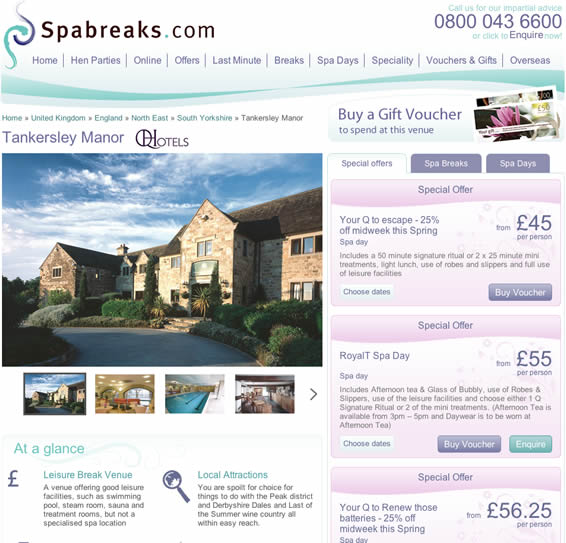 Spabreaks.com
Call us for our impartial advice
0800 043 6600
or click to Enquire now!
Home | Hen Parties | Online | Offers | Last Minute | Breaks | Spa Days | Speciality | Vouchers & Gifts | Overseas
Home » United Kingdom » England » North East » South Yorkshire » Tankersley Manor
Tankersley Manor
QHOTELS
Buy a Gift Voucher
to spend at this venue
Special offers
Spa Breaks
Spa Days
Special Offer
Your Q to escape - 25%
off midweek this Spring
from £45
per person
Spa day
Includes a 50 minute signature ritual or 2 x 25 minute mini
treatments, light lunch, use of robes and slippers and full use
of leisure facilities
Choose dates
Buy Voucher
Special Offer
RoyalT Spa Day
from £55
per person
Spa day
Includes Afternoon tea & Glass of Bubbly, use of Robes &
Slippers, use of the leisure facilities and choose either 1 Q
Signature Ritual or 2 of the mini treatments. (Afternoon Tea is
available from 3pm – 5pm and Daywear is to be worn at
Afternoon Tea)
Choose dates
Buy Voucher
Enquire
Special Offer
Your Q to Renew those
batteries - 25% off
midweek this Spring
from £56.25
per person
Spa day
At a glance
£
Leisure Break Venue
A venue offering good leisure
facilities, such as swimming
pool, steam room, sauna and
treatment rooms, but not a
specialised spa location
Local Attractions
You are spoilt for choice for
things to do with the Peak district
and Derbyshire Dales and Last of
the Summer wine country all
within easy reach.